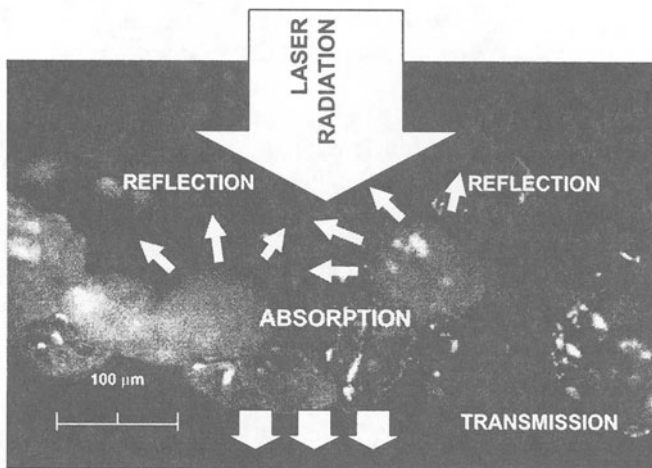 LASER
RADIATION
REFLECTION
REFLECTION
ABSORPTION
100 μm
TRANSMISSION